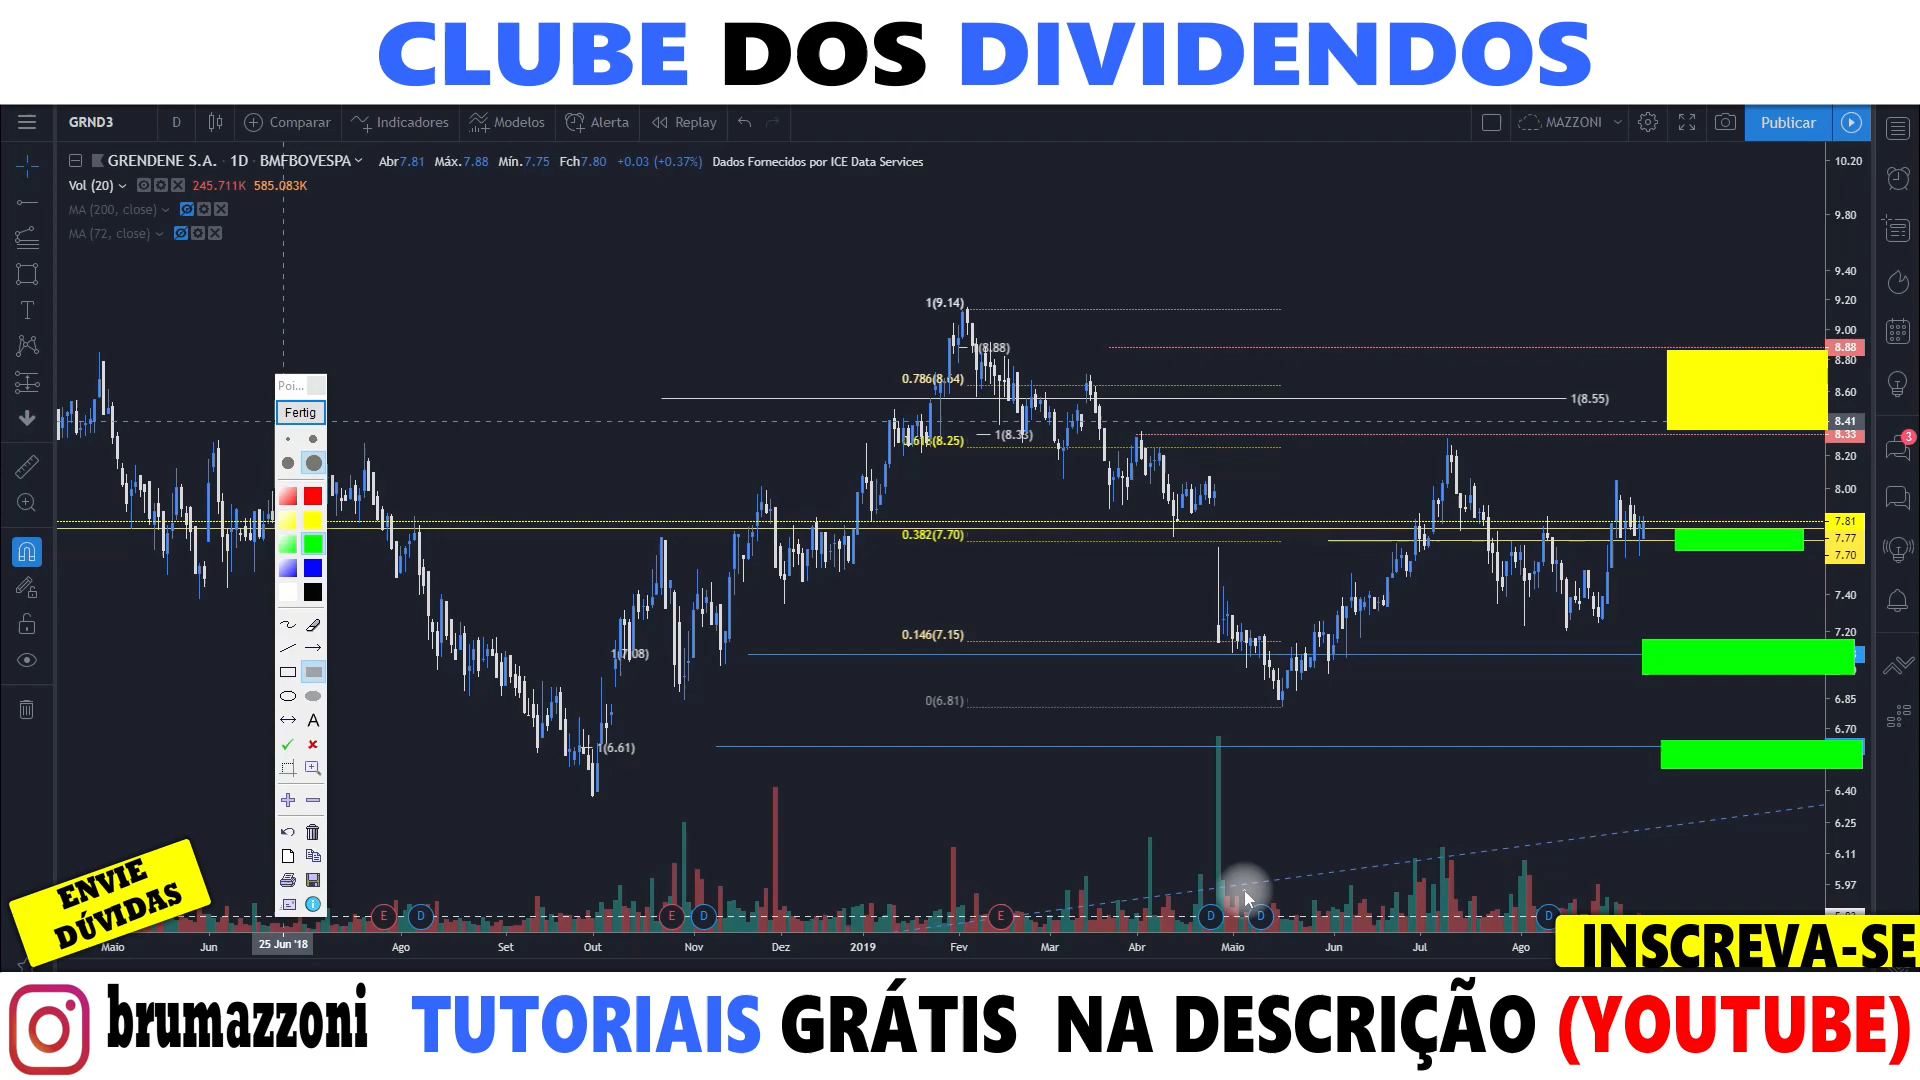 CLUBE DOS DIVIDENDOS
GRND3 D Comparar Indicadores Modelos Alerta Replay MAZZONI Publicar
GRENDENE S.A. · 1D · BMFBOVESPA Abr7.81 Máx.7.88 Mín.7.75 Fch7.80 +0.03 (+0.37%) Dados Fornecidos por ICE Data Services
Vol (20) 245.711K 585.083K
MA (200, close)
MA (72, close)
10.20
9.80
9.40
9.20
9.00
8.88
8.80
8.60
8.41
8.33
8.20
8.00
7.81
7.77
7.70
7.40
7.20
6.85
6.70
6.40
6.25
6.11
5.97
3
1(9.14)
1(8.88)
0.786(8.64)
1(8.55)
1(8.33)
0.618(8.25)
0.382(7.70)
0.146(7.15)
1(7.08)
0(6.81)
1(6.61)
Poi...
Fertig
A
E D E D E D D D
Maio Jun 25 Jun '18 Ago Set Out Nov Dez 2019 Fev Mar Abr Maio Jun Jul Ago
ENVIE
DÚVIDAS
INSCREVA-SE
brumazzoni TUTORIAIS GRÁTIS NA DESCRIÇÃO (YOUTUBE)